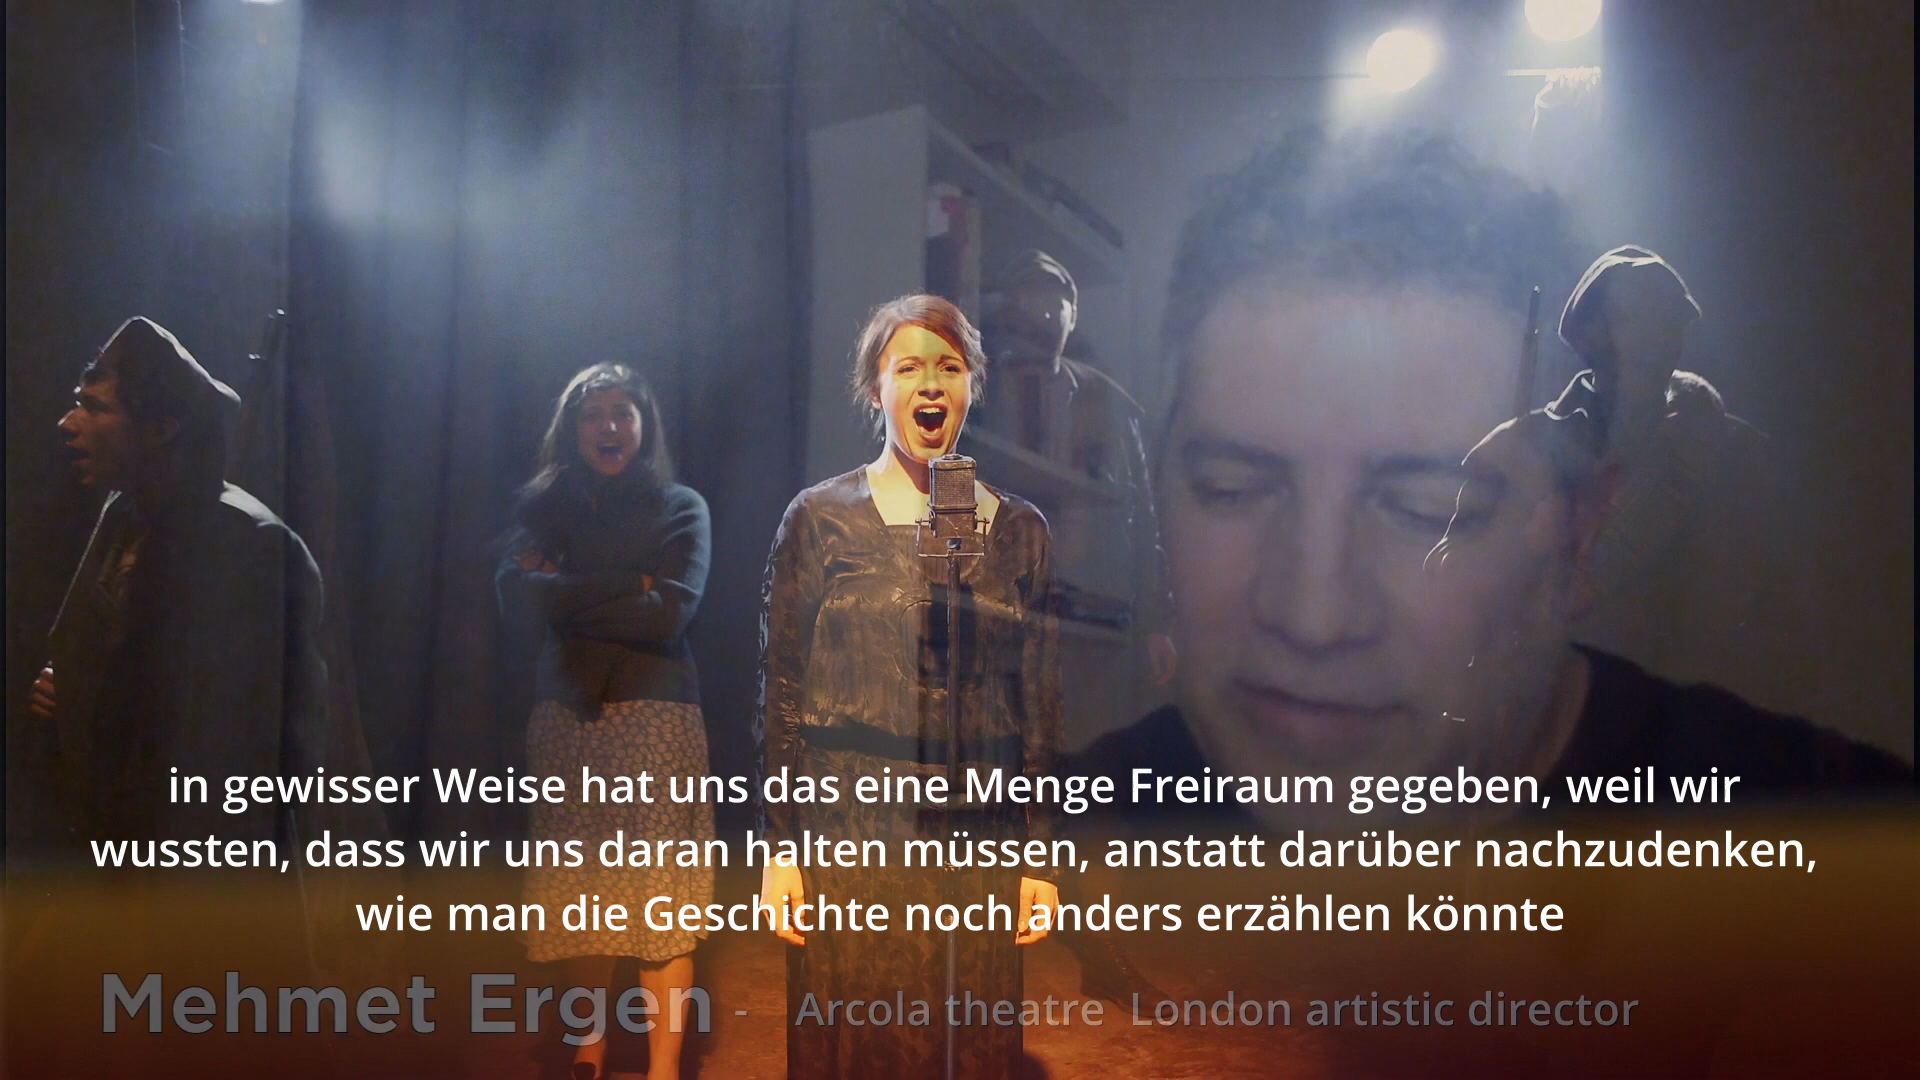 in gewisser Weise hat uns das eine Menge Freiraum gegeben, weil wir
wussten, dass wir uns daran halten müssen, anstatt darüber nachzudenken,
wie man die Geschichte noch anders erzählen könnte
Mehmet Ergen - Arcola theatre London artistic director